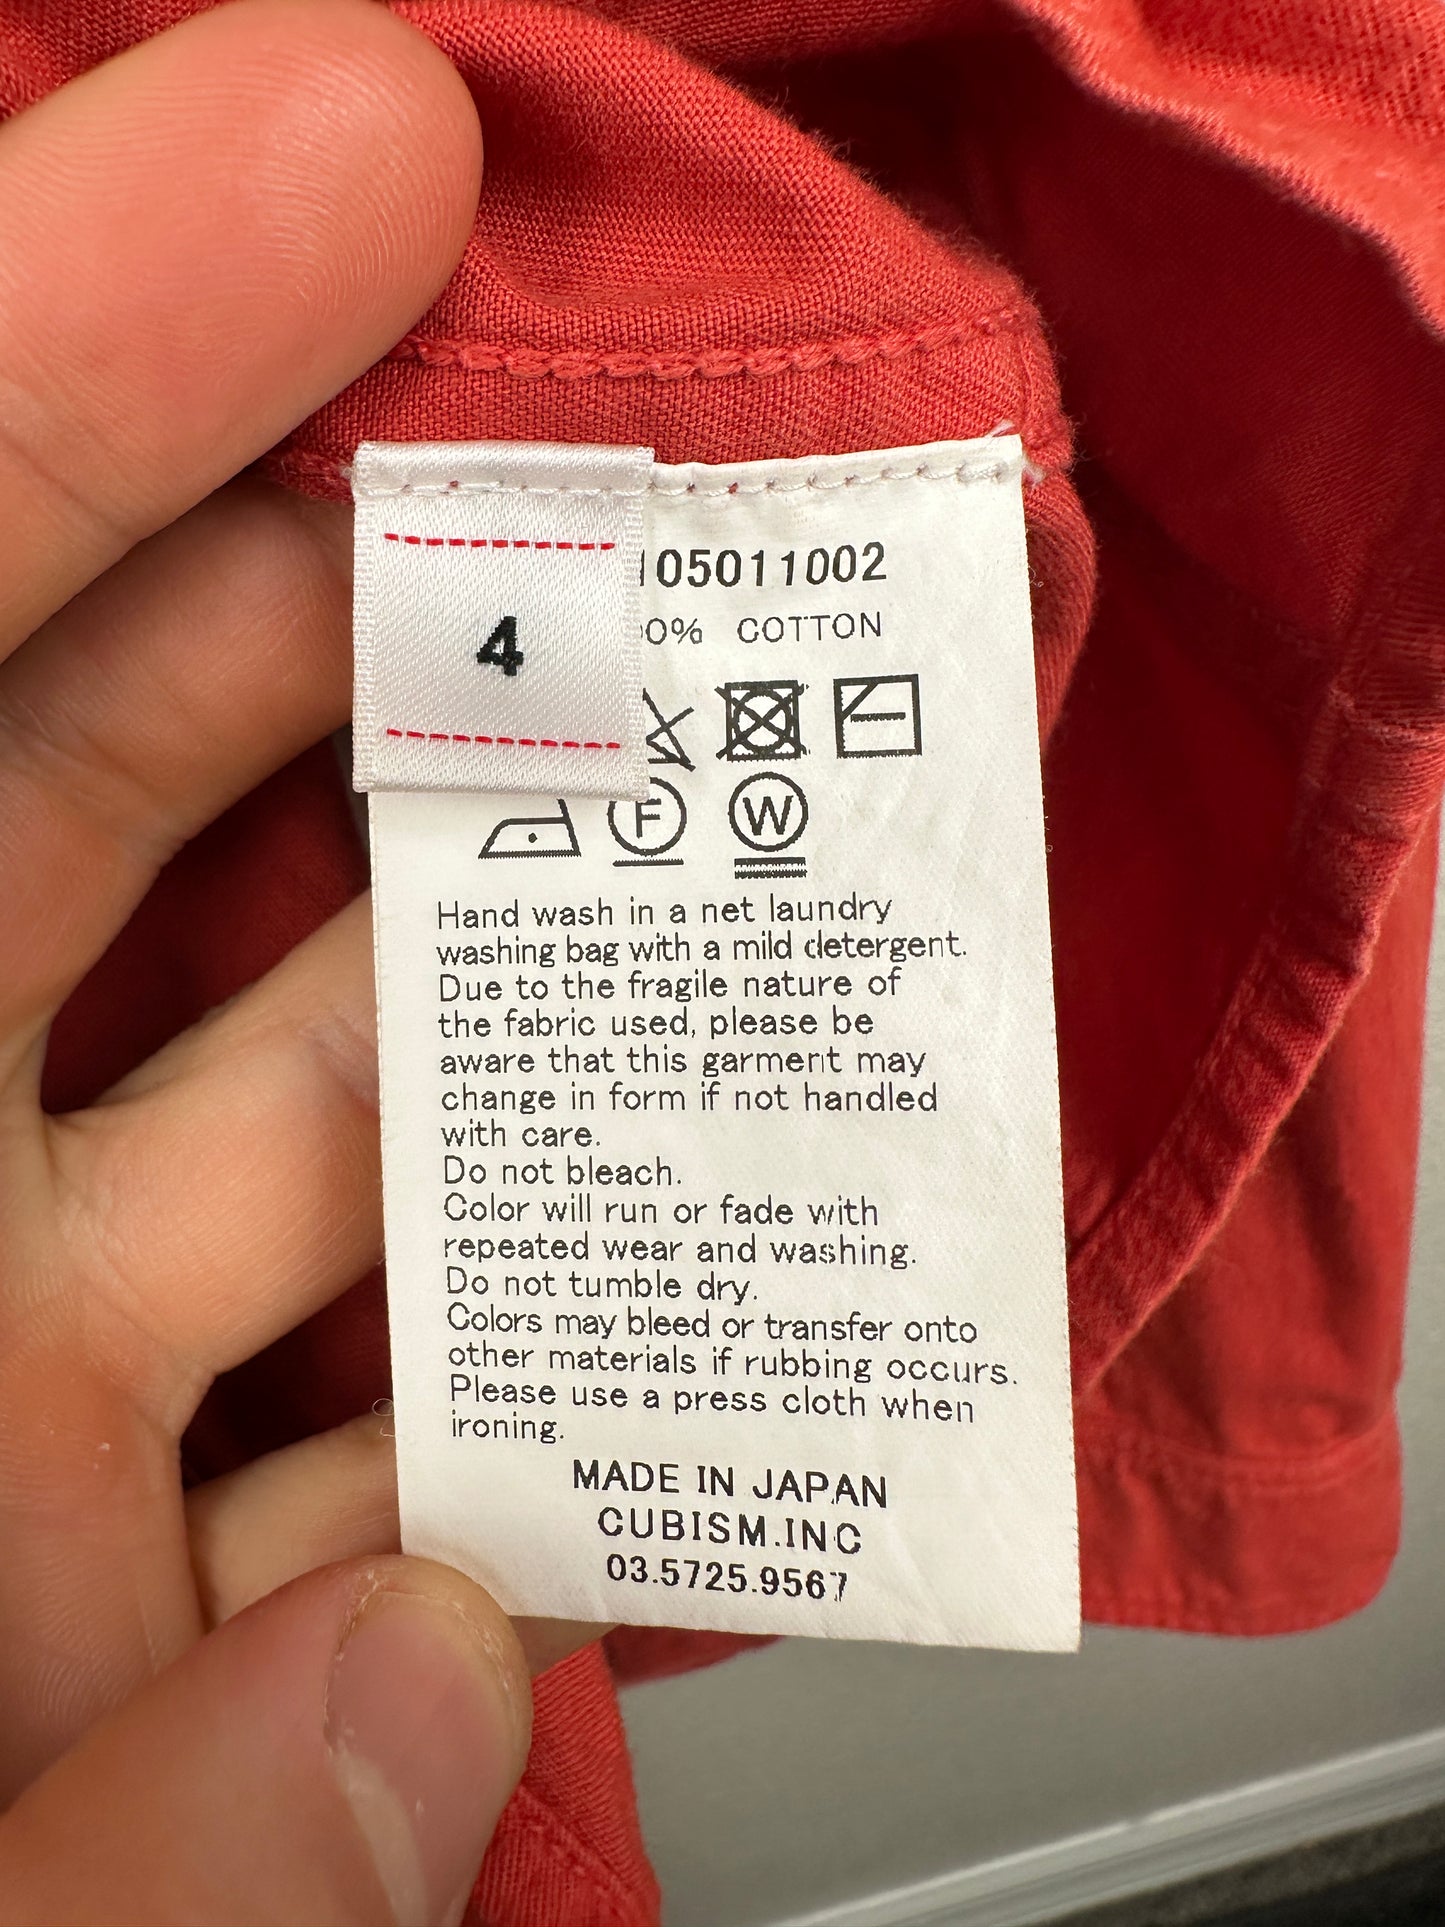 4
105011002
0% COTTON
F
W
Hand wash in a net laundry
washing bag with a mild detergent.
Due to the fragile nature of
the fabric used, please be
aware that this garment may
change in form if not handled
with care.
Do not bleach.
Color will run or fade with
repeated wear and washing.
Do not tumble dry.
Colors may bleed or transfer onto
other materials if rubbing occurs.
Please use a press cloth when
ironing.
MADE IN JAPAN
CUBISM.INC
03.5725.9567